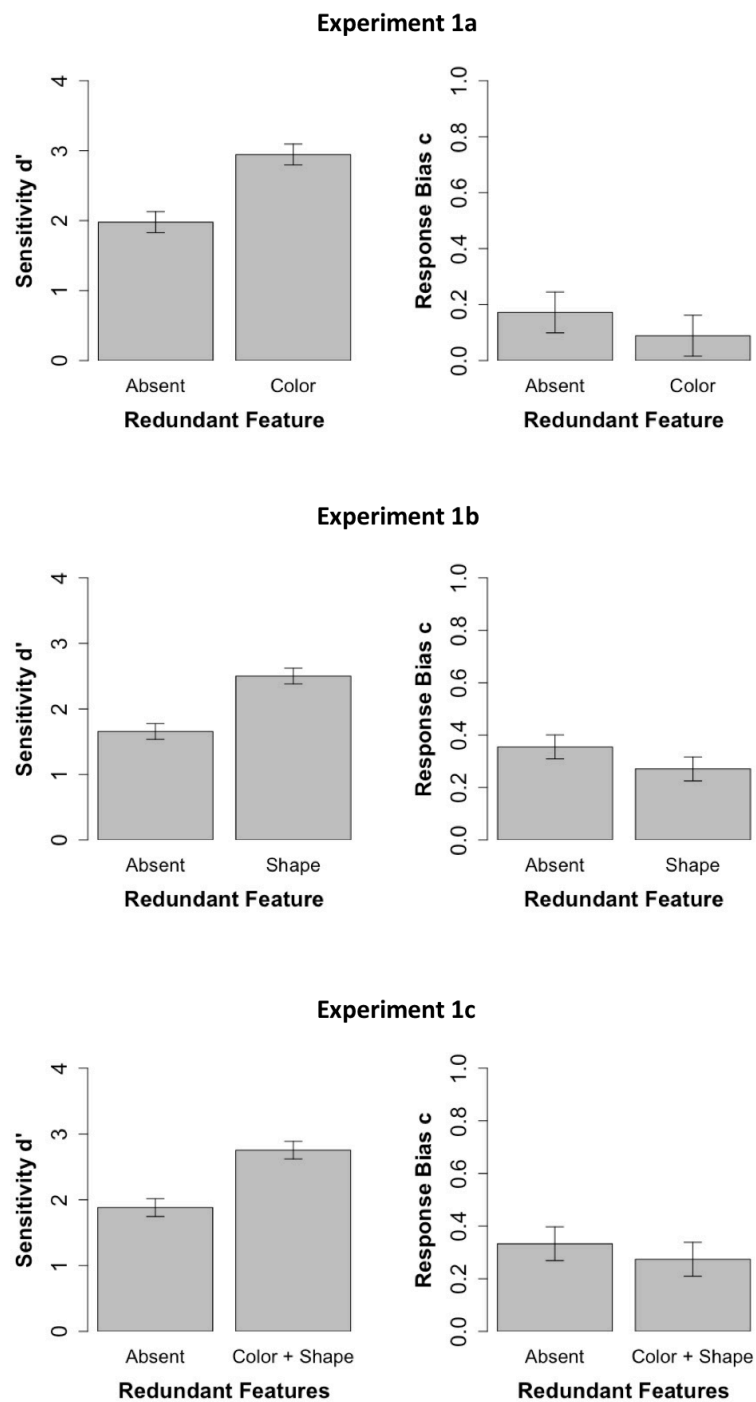 Experiment 1a
Sensitivity d'
0
1
2
3
4
Absent
Color
Redundant Feature
Response Bias c
0.0
0.2
0.4
0.6
0.8
1.0
Absent
Color
Redundant Feature
Experiment 1b
Sensitivity d'
0
1
2
3
4
Absent
Shape
Redundant Feature
Response Bias c
0.0
0.2
0.4
0.6
0.8
1.0
Absent
Shape
Redundant Feature
Experiment 1c
Sensitivity d'
0
1
2
3
4
Absent
Color + Shape
Redundant Features
Response Bias c
0.0
0.2
0.4
0.6
0.8
1.0
Absent
Color + Shape
Redundant Features